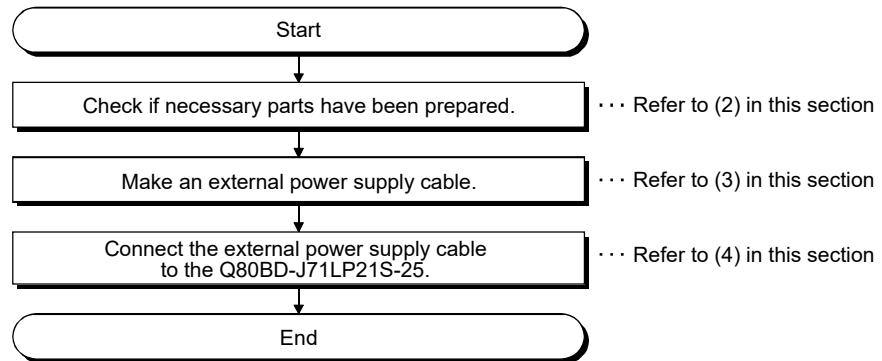 Start
Check if necessary parts have been prepared.
··· Refer to (2) in this section
Make an external power supply cable.
··· Refer to (3) in this section
Connect the external power supply cable
to the Q80BD-J71LP21S-25.
··· Refer to (4) in this section
End